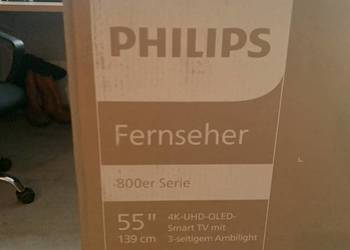 PHILIPS
Fernseher
800er Serie
55" 4K-UHD-OLED-
Smart TV mit
139 cm 3-seitigem Ambilight